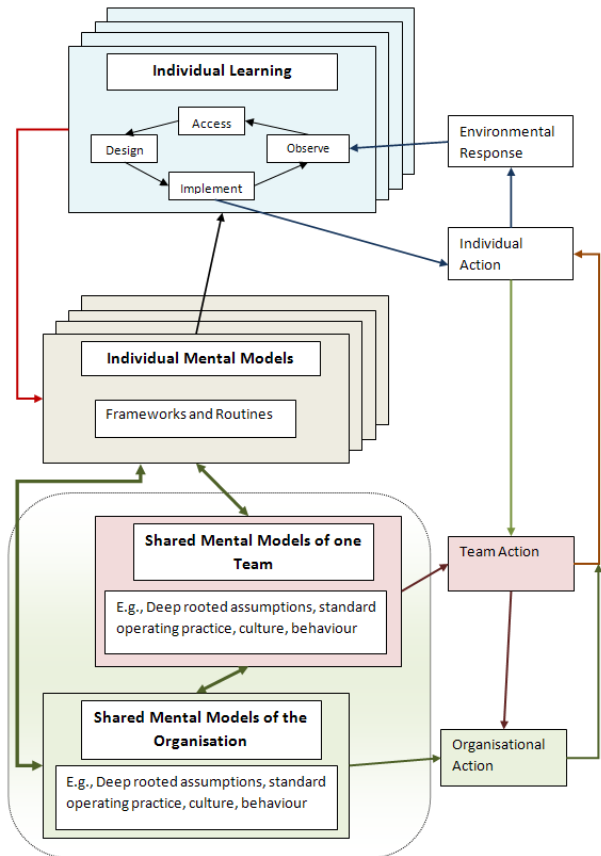 Individual Learning
Access
Design
Observe
Implement
Environmental
Response
Individual
Action
Individual Mental Models
Frameworks and Routines
Shared Mental Models of one
Team
E.g., Deep rooted assumptions, standard
operating practice, culture, behaviour
Team Action
Shared Mental Models of the
Organisation
E.g., Deep rooted assumptions, standard
operating practice, culture, behaviour
Organisational
Action